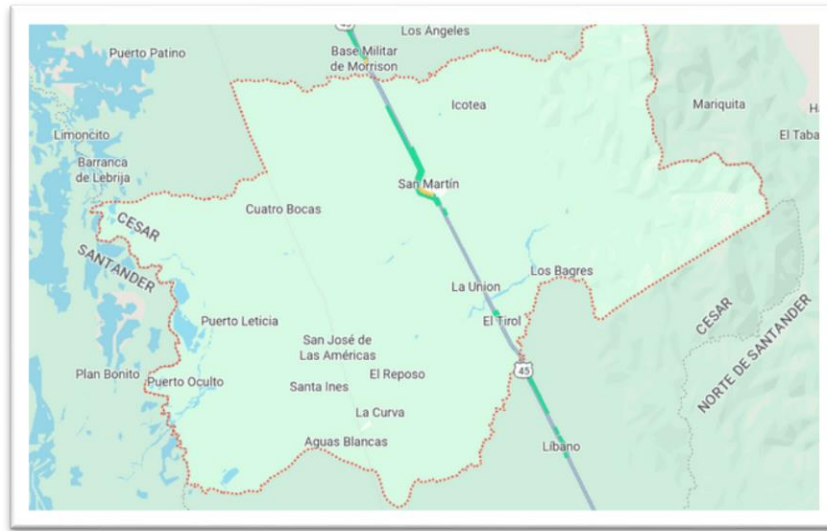 45
Los Ángeles
Puerto Patino
Base Militar
de Morrison
Icotea
Mariquita
Limoncito
El Taba
Barranca
de Lebrija
San Martín
Cuatro Bocas
CESAR
SANTANDER
Los Bagres
La Union
Puerto Leticia
El Tirol
CESAR
NORTE DE SANTANDER
San José de
Las Américas
45
Plan Bonito
Puerto Oculto
Santa Ines
El Reposo
La Curva
Aguas Blancas
Líbano